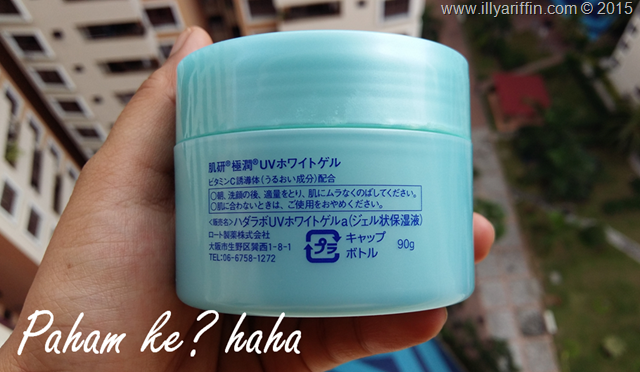 www.illyariffin.com © 2015
肌研®極潤®UVホワイトゲル
ビタミンC誘導体(うるおい成分)配合
○朝、洗顔の後、適量をとり、肌にムラなくのばしてください。
○肌に合わないときは、ご使用をおやめください。
<販売名>ハダラボUVホワイトゲルa(ジェル状保湿液)
ロート製薬株式会社
大阪市生野区巽西1-8-1
TEL:06-6758-1272
プラ
キャップ
ボトル
90g
Paham ke? haha